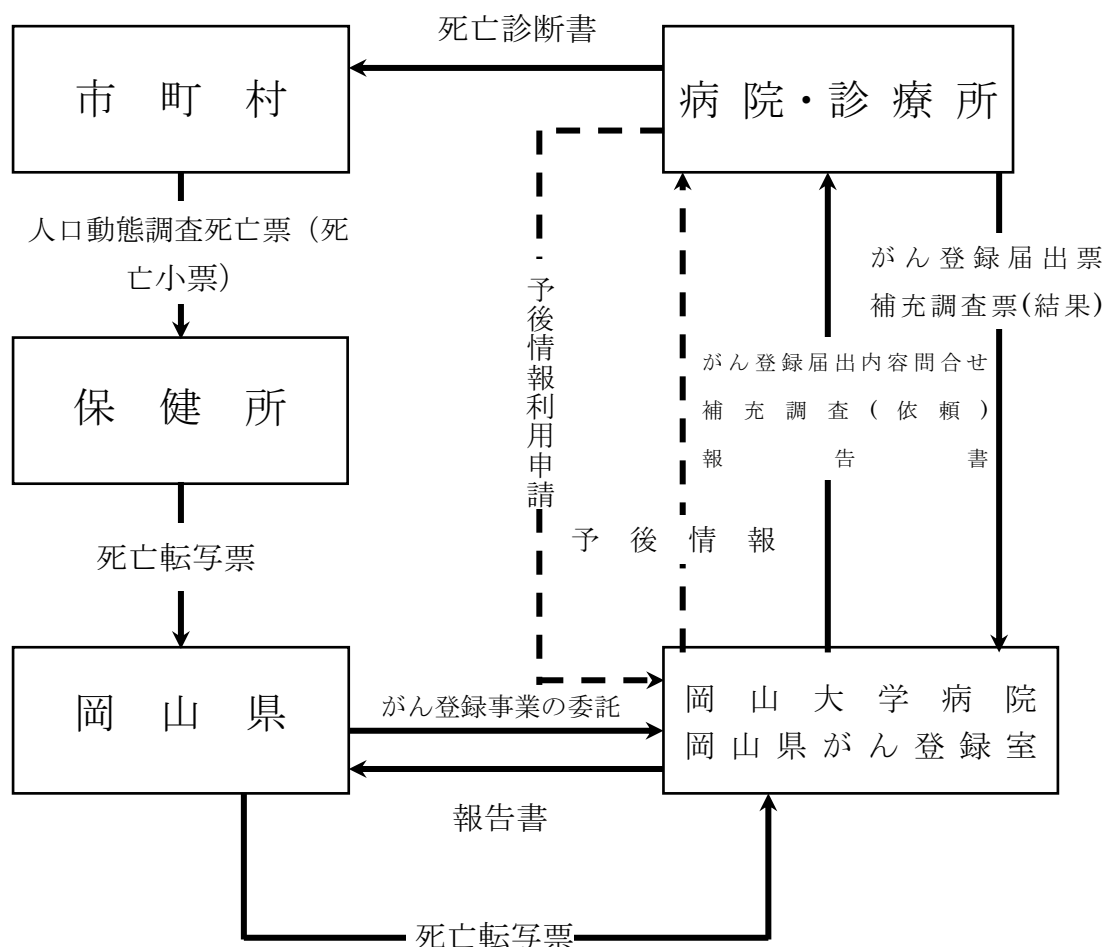 死亡診断書
市町村
病院・診療所
人口動態調査死亡票（死
亡小票）
がん登録届出票
補充調査票(結果)
予後情報利用申請
がん登録届出内容問合せ
補充調査(依頼)
報告書
保健所
予後情報
死亡転写票
岡山県
がん登録事業の委託
岡山大学病院
岡山県がん登録室
報告書
死亡転写票